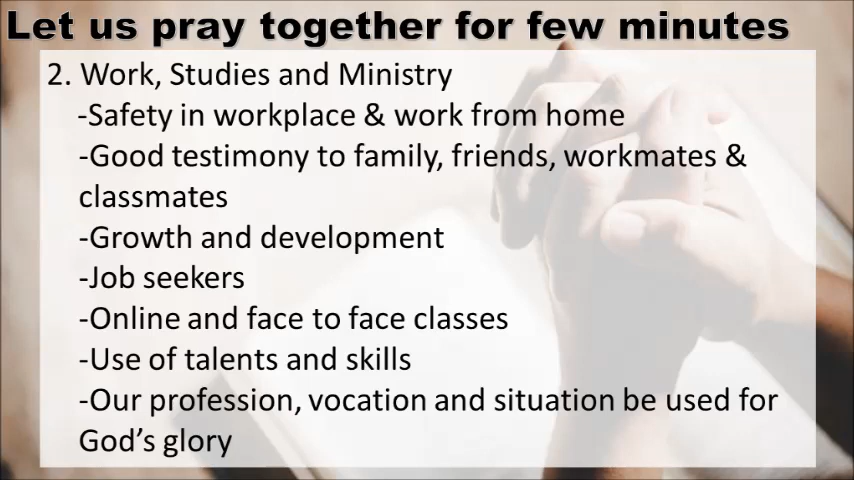 Let us pray together for few minutes
2. Work, Studies and Ministry
-Safety in workplace & work from home
-Good testimony to family, friends, workmates &
classmates
-Growth and development
-Job seekers
-Online and face to face classes
-Use of talents and skills
-Our profession, vocation and situation be used for
God's glory